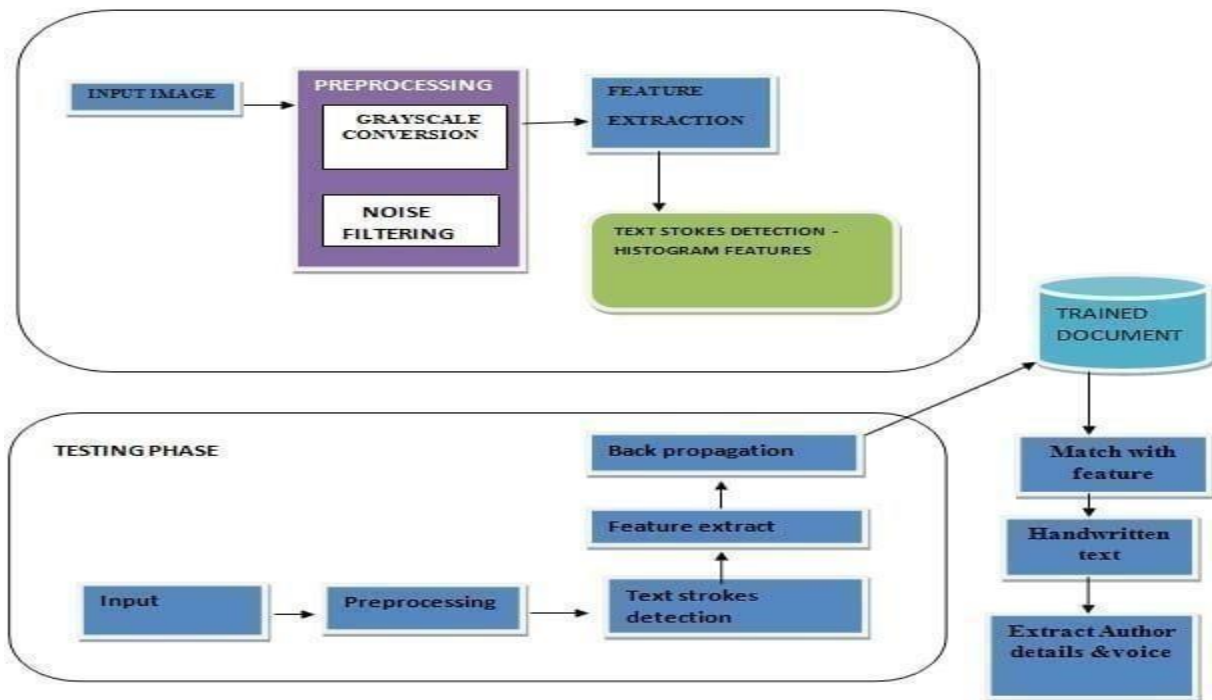 INPUT IMAGE
PREPROCESSING
GRAYSCALE
CONVERSION
NOISE
FILTERING
FEATURE
EXTRACTION
TEXT STOKES DETECTION -
HISTOGRAM FEATURES
TRAINED
DOCUMENT
TESTING PHASE
Input
Preprocessing
Text strokes
detection
Feature extract
Back propagation
Match with
feature
Handwritten
text
Extract Author
details &voice